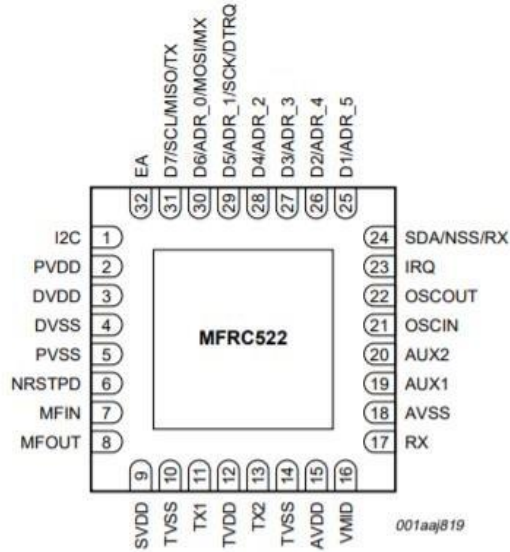 EA
D7/SCL/MISO/TX
D6/ADR_0/MOSI/MX
D5/ADR_1/SCK/DTRQ
D4/ADR_2
D3/ADR_3
D2/ADR_4
D1/ADR_5
32 31 30 29 28 27 26 25
I2C 1
PVDD 2
DVDD 3
DVSS 4
PVSS 5
NRSTPD 6
MFIN 7
MFOUT 8
MFRC522
24 SDA/NSS/RX
23 IRQ
22 OSCOUT
21 OSCIN
20 AUX2
19 AUX1
18 AVSS
17 RX
9 10 11 12 13 14 15 16
SVDD
TVSS
TX1
TVDD
TX2
TVSS
AVDD
VMID
001aaj819